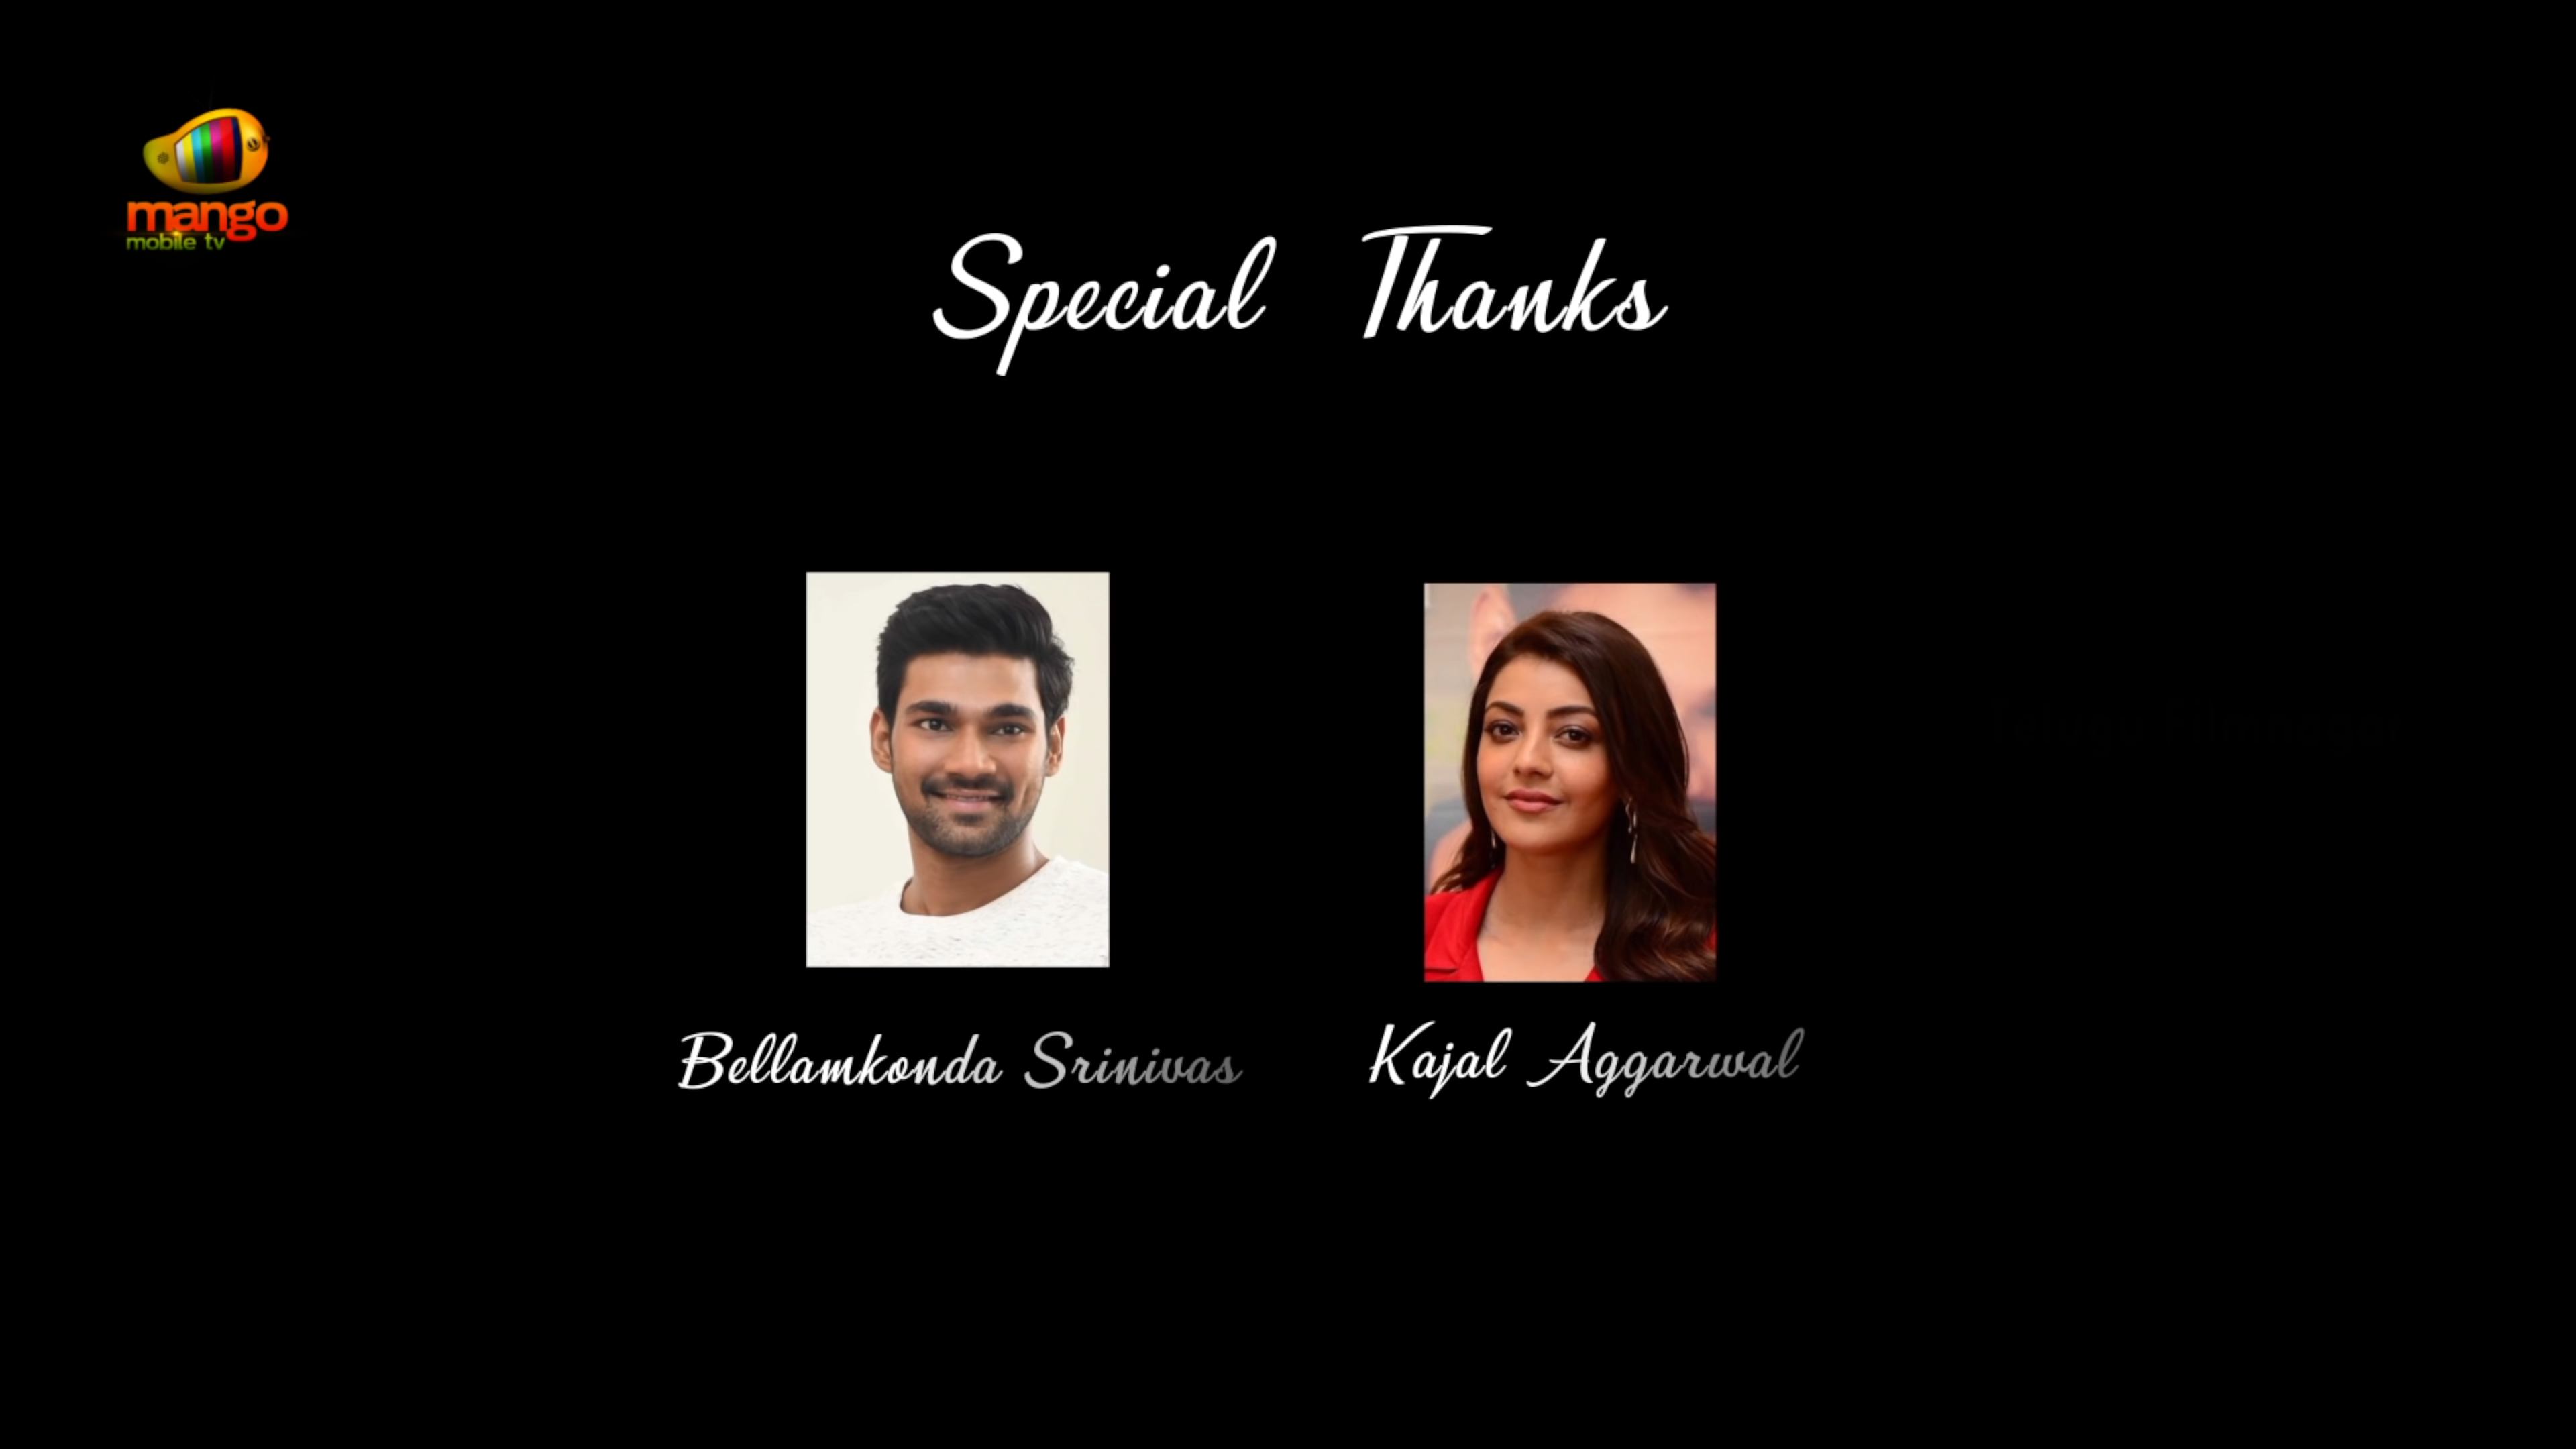 mango
mobile tv
Special Thanks
Bellamkonda Srinivas
Kajal Aggarwal